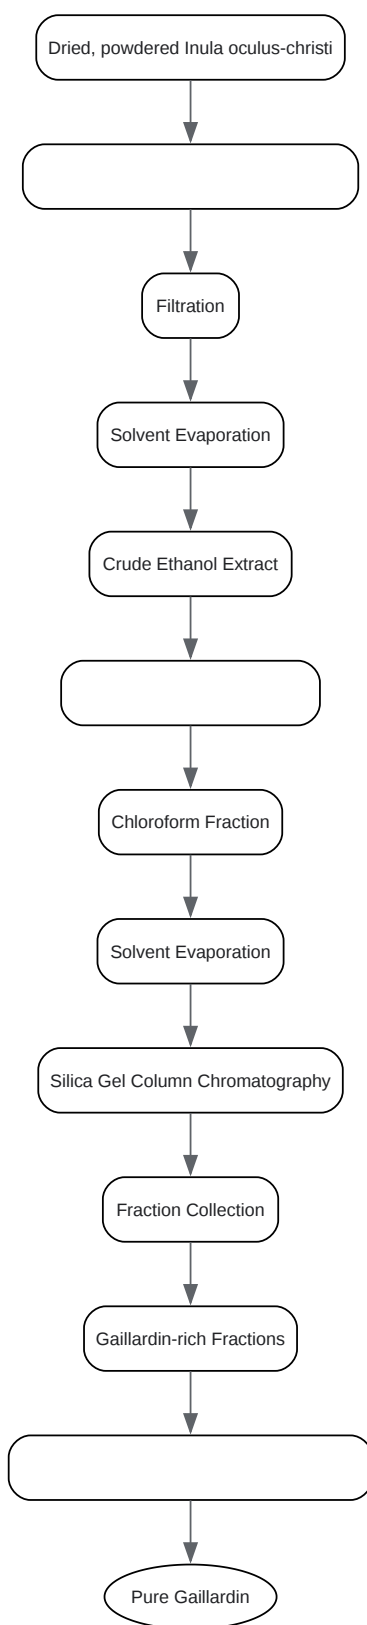 Dried, powdered Inula oculus-christi
Filtration
Solvent Evaporation
Crude Ethanol Extract
Chloroform Fraction
Solvent Evaporation
Silica Gel Column Chromatography
Fraction Collection
Gaillardin-rich Fractions
Pure Gaillardin